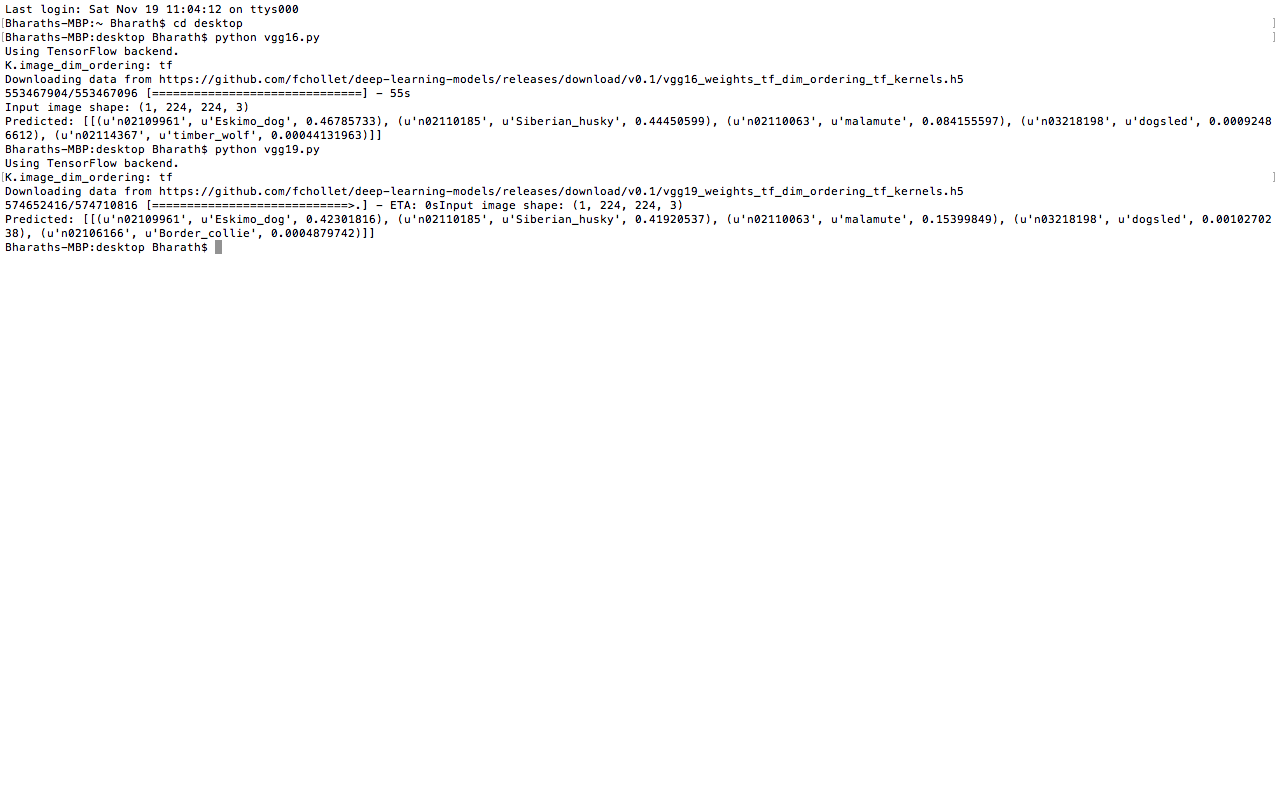 Last login: Sat Nov 19 11:04:12 on ttys000
[Bharaths-MBP:~ Bharath$ cd desktop ]
[Bharaths-MBP:desktop Bharath$ python vgg16.py ]
Using TensorFlow backend.
K.image_dim_ordering: tf
Downloading data from https://github.com/fchollet/deep-learning-models/releases/download/v0.1/vgg16_weights_tf_dim_ordering_tf_kernels.h5
553467904/553467096 [==============================] - 55s
Input image shape: (1, 224, 224, 3)
Predicted: [[(u'n02109961', u'Eskimo_dog', 0.46785733), (u'n02110185', u'Siberian_husky', 0.44450599), (u'n02110063', u'malamute', 0.084155597), (u'n03218198', u'dogsled', 0.0009248
6612), (u'n02114367', u'timber_wolf', 0.00044131963)]]
Bharaths-MBP:desktop Bharath$ python vgg19.py
Using TensorFlow backend.
[K.image_dim_ordering: tf ]
Downloading data from https://github.com/fchollet/deep-learning-models/releases/download/v0.1/vgg19_weights_tf_dim_ordering_tf_kernels.h5
574652416/574710816 [============================>.] - ETA: 0sInput image shape: (1, 224, 224, 3)
Predicted: [[(u'n02109961', u'Eskimo_dog', 0.42301816), (u'n02110185', u'Siberian_husky', 0.41920537), (u'n02110063', u'malamute', 0.15399849), (u'n03218198', u'dogsled', 0.00102702
38), (u'n02106166', u'Border_collie', 0.0004879742)]]
Bharaths-MBP:desktop Bharath$